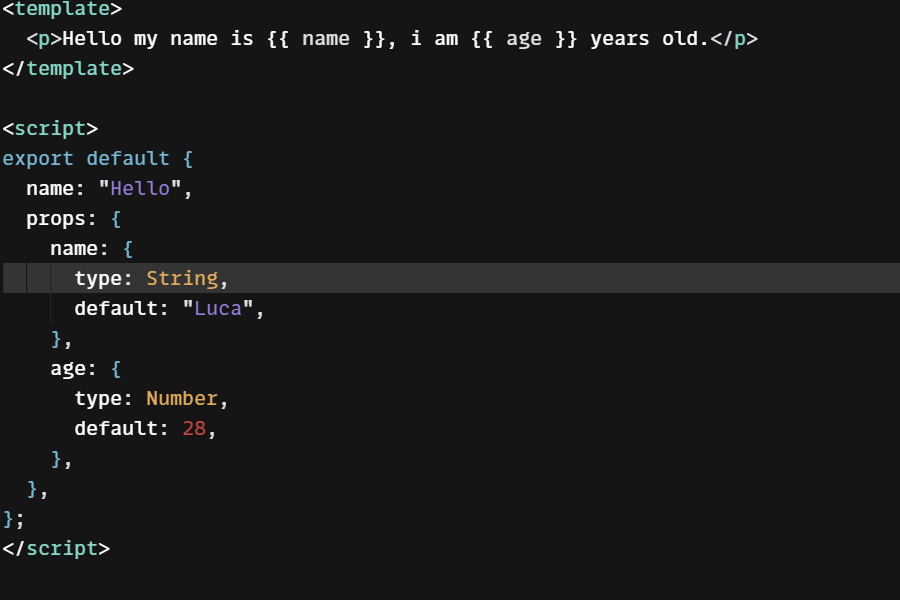 <template>
  <p>Hello my name is {{ name }}, i am {{ age }} years old.</p>
</template>

<script>
export default {
  name: "Hello",
  props: {
    name: {
      type: String,
      default: "Luca",
    },
    age: {
      type: Number,
      default: 28,
    },
  },
};
</script>